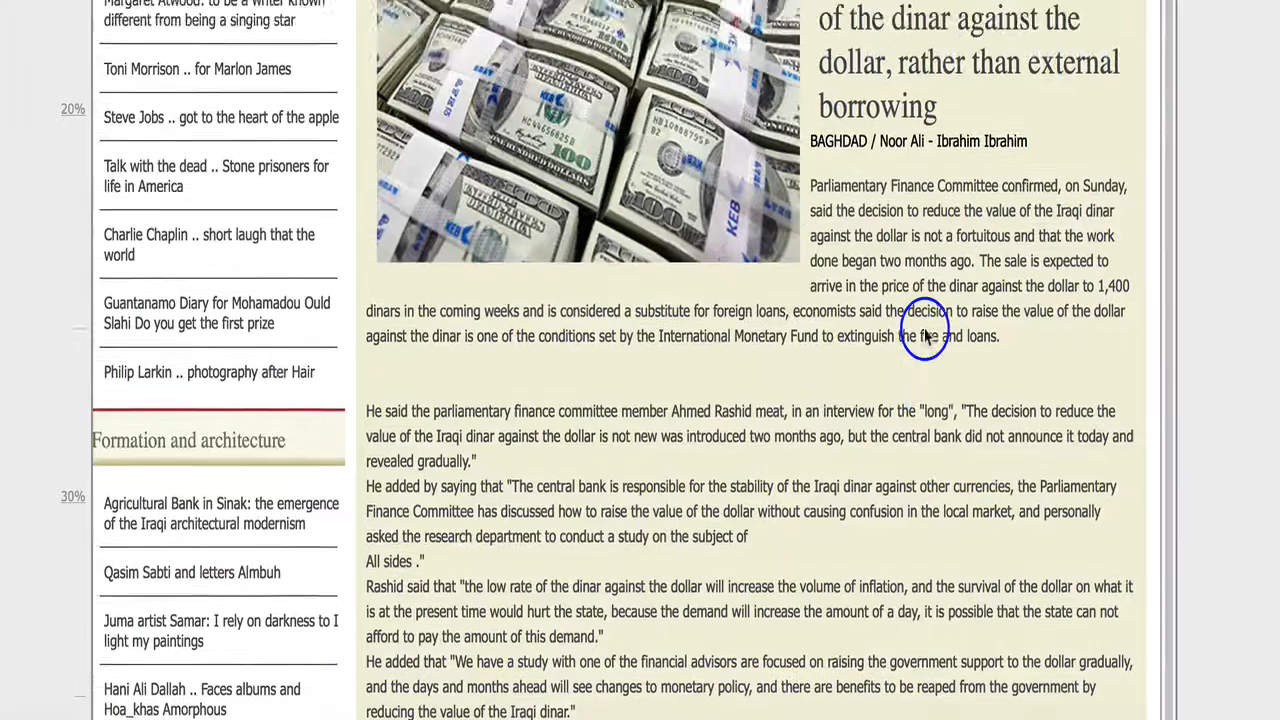 Margaret Atwood: to be a writer known
different from being a singing star
Toni Morrison .. for Marlon James
20%
Steve Jobs .. got to the heart of the apple
Talk with the dead .. Stone prisoners for
life in America
Charlie Chaplin .. short laugh that the
world
Guantanamo Diary for Mohamadou Ould
Slahi Do you get the first prize
Philip Larkin .. photography after Hair
Formation and architecture
30%
Agricultural Bank in Sinak: the emergence
of the Iraqi architectural modernism
Qasim Sabti and letters Almbuh
Juma artist Samar: I rely on darkness to I
light my paintings
Hani Ali Dallah .. Faces albums and
Hoa_khas Amorphous
KEB
100
of the dinar against the
dollar, rather than external
borrowing
BAGHDAD / Noor Ali - Ibrahim Ibrahim
Parliamentary Finance Committee confirmed, on Sunday,
said the decision to reduce the value of the Iraqi dinar
against the dollar is not a fortuitous and that the work
done began two months ago. The sale is expected to
arrive in the price of the dinar against the dollar to 1,400
dinars in the coming weeks and is considered a substitute for foreign loans, economists said the decision to raise the value of the dollar
against the dinar is one of the conditions set by the International Monetary Fund to extinguish the and loans.
He said the parliamentary finance committee member Ahmed Rashid meat, in an interview for the "long", "The decision to reduce the
value of the Iraqi dinar against the dollar is not new was introduced two months ago, but the central bank did not announce it today and
revealed gradually."
He added by saying that "The central bank is responsible for the stability of the Iraqi dinar against other currencies, the Parliamentary
Finance Committee has discussed how to raise the value of the dollar without causing confusion in the local market, and personally
asked the research department to conduct a study on the subject of
All sides ."
Rashid said that "the low rate of the dinar against the dollar will increase the volume of inflation, and the survival of the dollar on what it
is at the present time would hurt the state, because the demand will increase the amount of a day, it is possible that the state can not
afford to pay the amount of this demand."
He added that "We have a study with one of the financial advisors are focused on raising the government support to the dollar gradually,
and the days and months ahead will see changes to monetary policy, and there are benefits to be reaped from the government by
reducing the value of the Iraqi dinar."